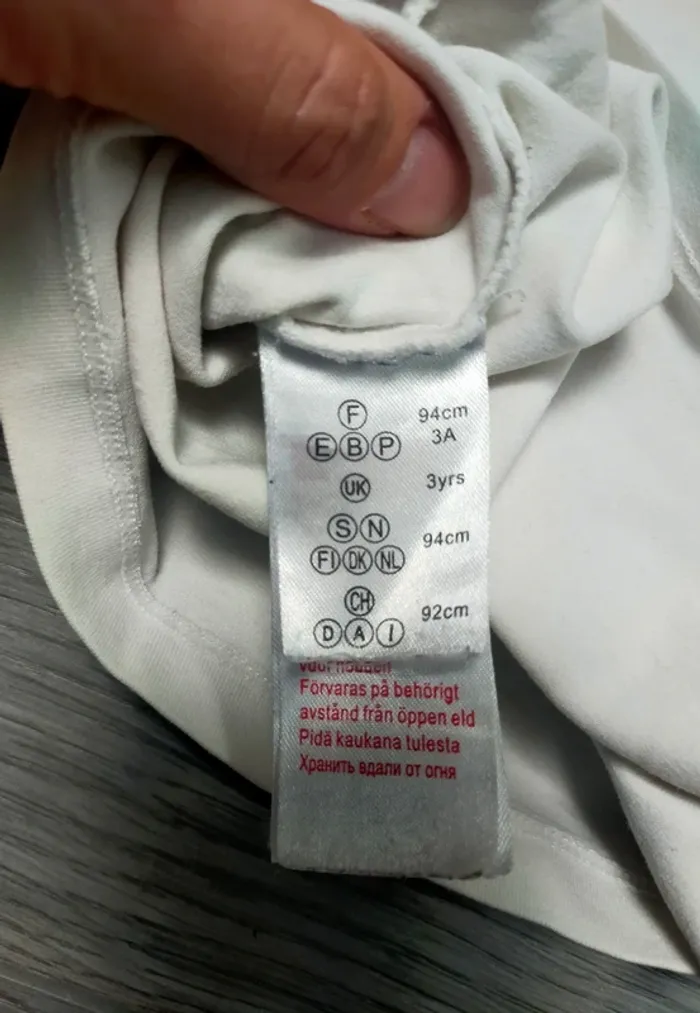 F 94cm
E B P 3A
UK 3yrs
S N
FI DK NL 94cm
CH
D A I 92cm
Förvaras på behörigt
avstånd från öppen eld
Pidä kaukana tulesta
Хранить вдали от огня